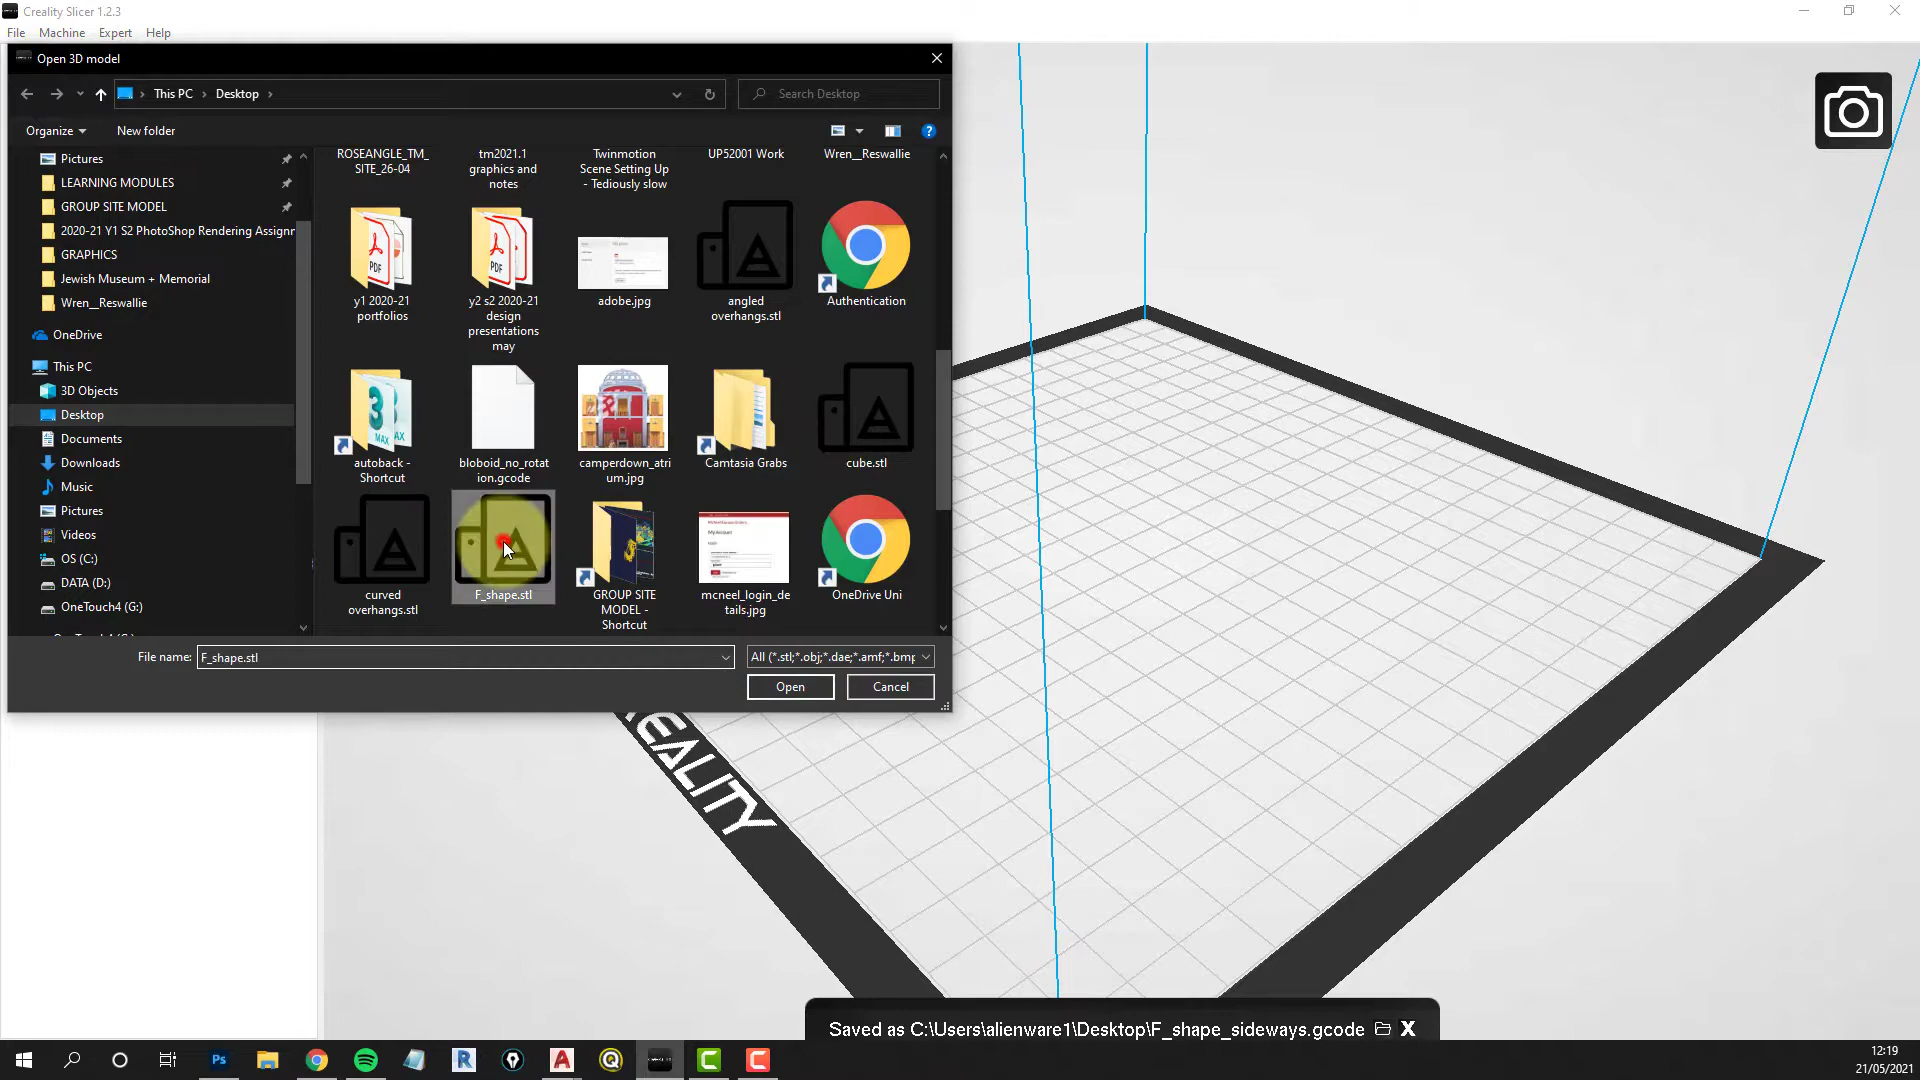 Creality Slicer 1.2.3
File Machine Expert Help
Open 3D model
This PC Desktop
Search Desktop
Organize New folder
Pictures
LEARNING MODULES
GROUP SITE MODEL
2020-21 Y1 S2 PhotoShop Rendering Assignr
GRAPHICS
Jewish Museum + Memorial
Wren__Reswallie
OneDrive
This PC
3D Objects
Desktop
Documents
Downloads
Music
Pictures
Videos
OS (C:)
DATA (D:)
OneTouch4 (G:)
ROSEANGLE_TM_
SITE_26-04
tm2021.1
graphics and
notes
Twinmotion
Scene Setting Up
- Tediously slow
UP52001 Work
Wren__Reswallie
y1 2020-21
portfolios
y2 s2 2020-21
design
presentations
may
adobe.jpg
angled
overhangs.stl
Authentication
autoback -
Shortcut
bloboid_no_rotat
ion.gcode
camperdown_atri
um.jpg
Camtasia Grabs
cube.stl
curved
overhangs.stl
F_shape.stl
GROUP SITE
MODEL -
Shortcut
mcneel_login_de
tails.jpg
OneDrive Uni
File name: F_shape.stl
All (*.stl;*.obj;*.dae;*.amf;*.bmp
Open Cancel
Saved as C:\Users\alienware1\Desktop\F_shape_sideways.gcode X
12:19
21/05/2021